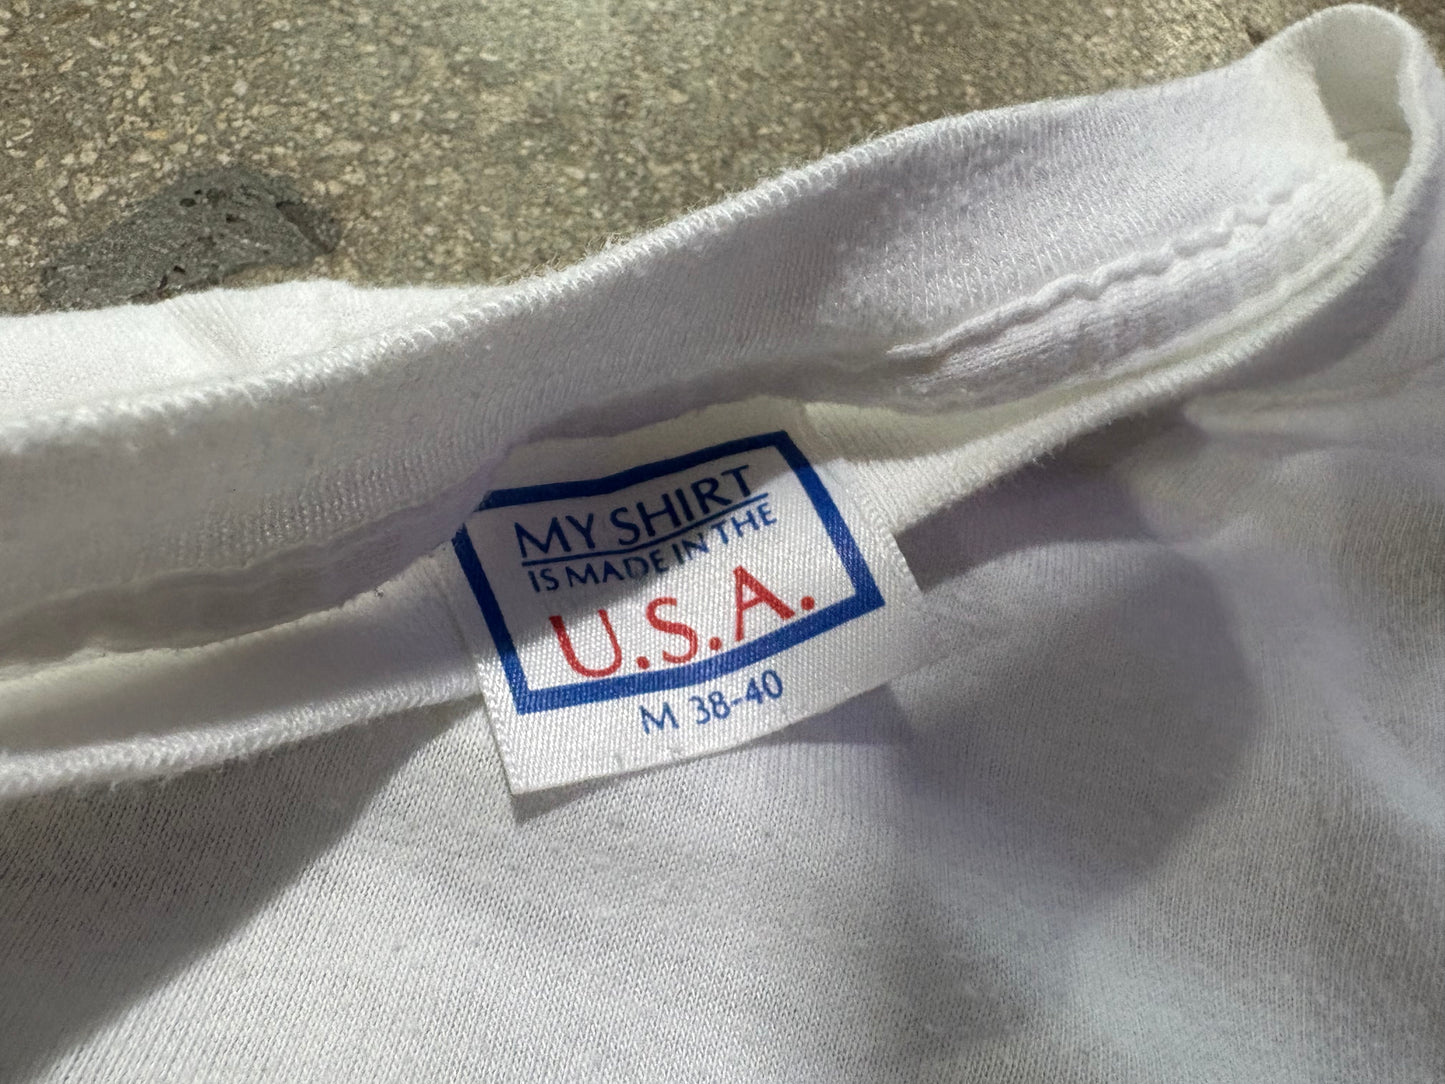 MY SHIRT
IS MADE IN THE
U.S.A.
M 38-40